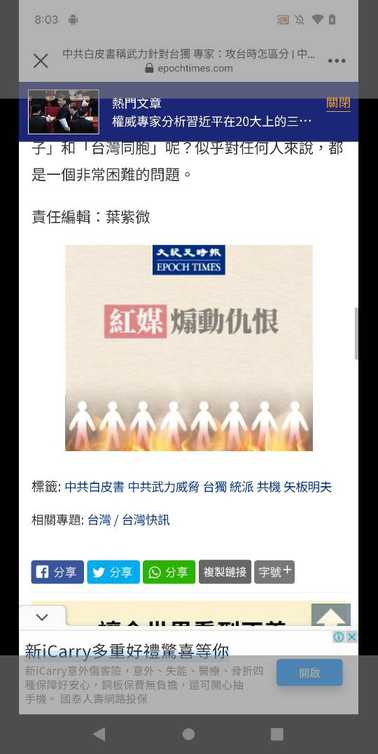 8:03
中共白皮書稱武力針對台獨 專家：攻台時怎區分 | 中...
epochtimes.com
熱門文章
關閉
權威專家分析習近平在20大上的三…
子」和「台灣同胞」呢？似乎對任何人來說，都
是一個非常困難的問題。
責任編輯：葉紫微
大紀元時報
EPOCH TIMES
紅媒 煽動仇恨
標籤: 中共白皮書 中共武力威脅 台獨 統派 共機 矢板明夫
相關專題: 台灣 / 台灣快訊
分享 分享 分享 複製鏈接 字號+
新iCarry多重好禮驚喜等你
新iCarry意外傷害險，意外、失能、醫療、骨折四
種保障好安心，銅板保費無負擔，還可開心抽
手機。 國泰人壽網路投保
開啟